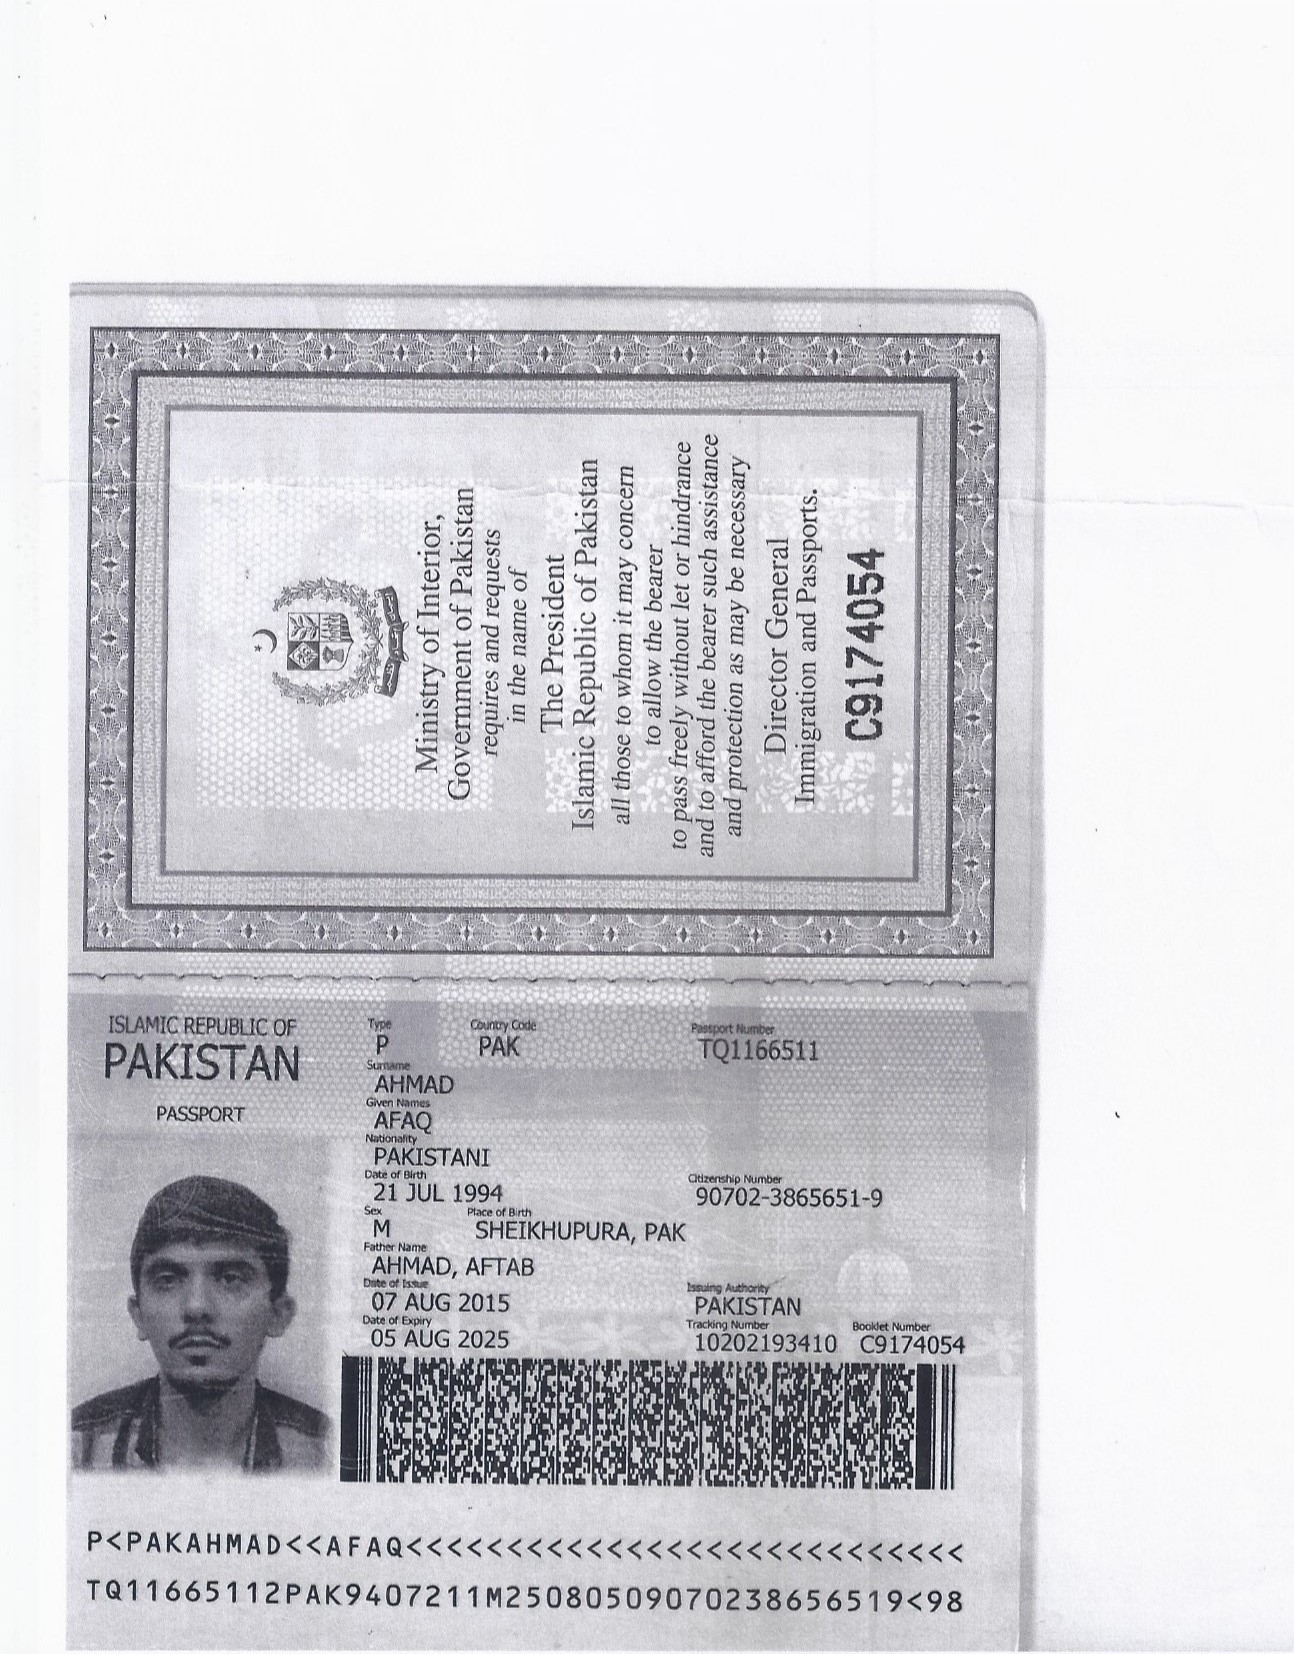 Ministry of Interior,
Government of Pakistan
requires and requests
in the name of
The President
Islamic Republic of Pakistan
all those to whom it may concern
to allow the bearer
to pass freely without let or hindrance
and to afford the bearer such assistance
and protection as may be necessary
Director General
Immigration and Passports.
C9174054
ISLAMIC REPUBLIC OF
PAKISTAN
PASSPORT
Type Country Code Passport Number
P PAK TQ1166511
Surname
AHMAD
Given Names
AFAQ
Nationality
PAKISTANI
Date of Birth Citizenship Number
21 JUL 1994 90702-3865651-9
Sex Place of Birth
M SHEIKHUPURA, PAK
Father Name
AHMAD, AFTAB
Date of Issue Issuing Authority
07 AUG 2015 PAKISTAN
Date of Expiry Tracking Number Booklet Number
05 AUG 2025 10202193410 C9174054
P<PAKAHMAD<<AFAQ<<<<<<<<<<<<<<<<<<<<<<<<<<<<
TQ11665112PAK9407211M25080509070238656519<98